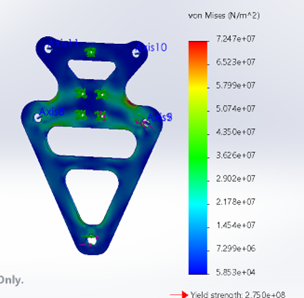 von Mises (N/m^2)
7.247e+07
6.523e+07
5.799e+07
5.074e+07
4.350e+07
3.626e+07
2.902e+07
2.178e+07
1.454e+07
7.299e+06
5.853e+04
Yield strength: 2.750e+08
Axis10
Only.